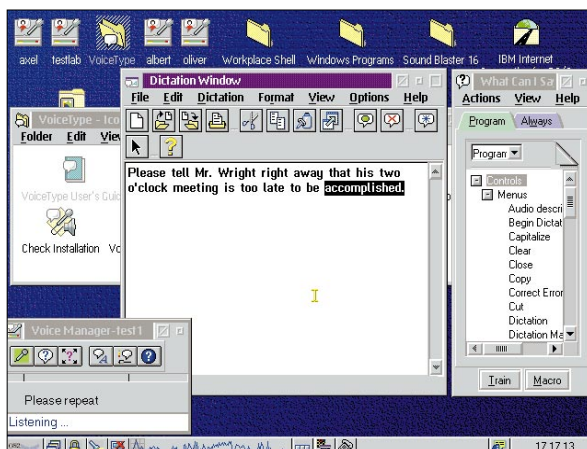 axel testlab VoiceType albert oliver Workplace Shell Windows Programs Sound Blaster 16 IBM Internet
Dictation Window
File Edit Dictation Format View Options Help
Please tell Mr. Wright right away that his two
o'clock meeting is too late to be accomplished.
VoiceType - Ico
Folder Edit Vie
VoiceType User's Guid
Check Installation Vo
What Can I Sa
Actions View Help
Program Always
Program
Controls
Menus
Audio descri
Begin Dictat
Capitalize
Clear
Close
Copy
Correct Error
Cut
Dictation
Dictation Ma
Train Macro
Voice Manager-test1
Please repeat
Listening ...
17.17.13